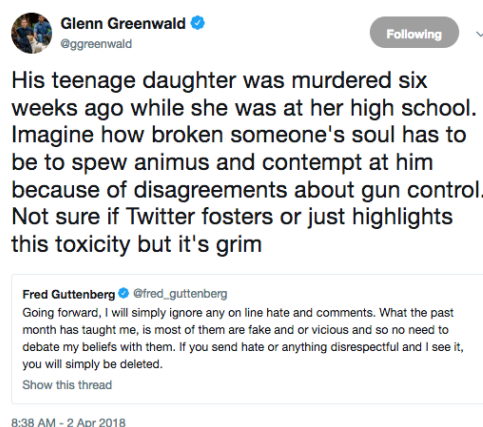 Glenn Greenwald
@ggreenwald
Following
His teenage daughter was murdered six
weeks ago while she was at her high school.
Imagine how broken someone's soul has to
be to spew animus and contempt at him
because of disagreements about gun control.
Not sure if Twitter fosters or just highlights
this toxicity but it's grim
Fred Guttenberg @fred_guttenberg
Going forward, I will simply ignore any on line hate and comments. What the past
month has taught me, is most of them are fake and or vicious and so no need to
debate my beliefs with them. If you send hate or anything disrespectful and I see it,
you will simply be deleted.
Show this thread
8:38 AM - 2 Apr 2018